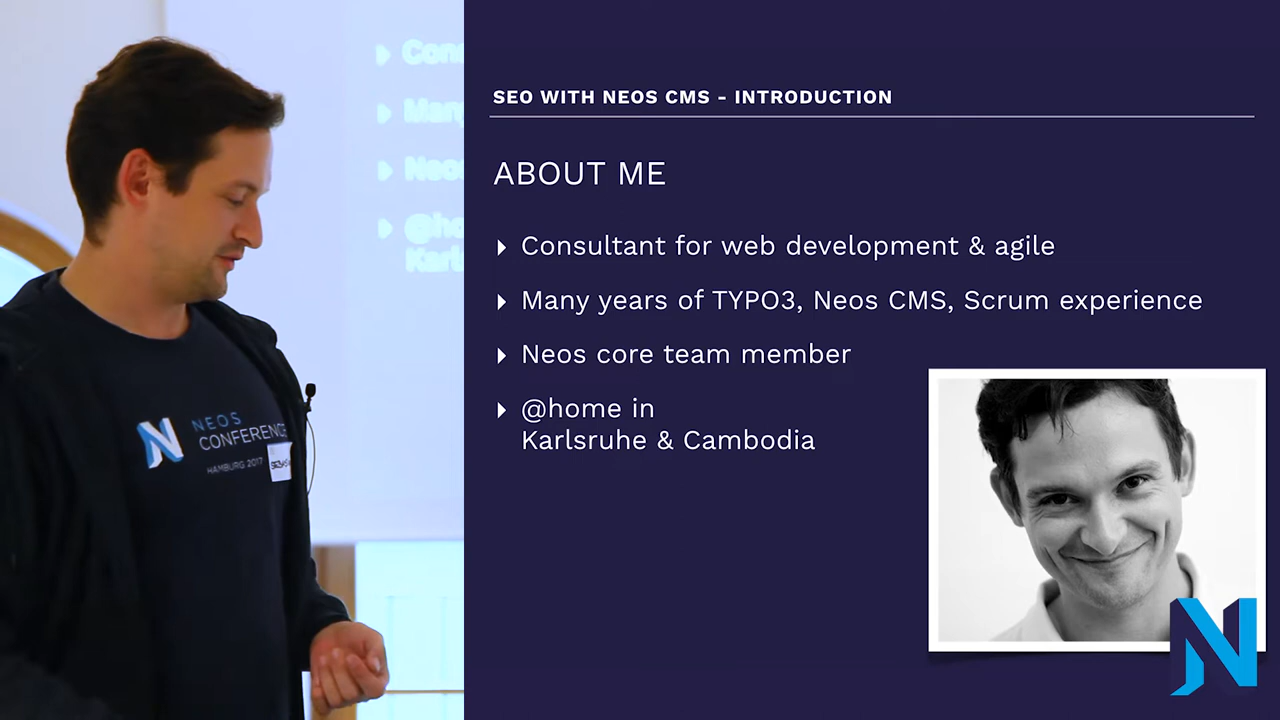 SEO WITH NEOS CMS - INTRODUCTION
ABOUT ME
Consultant for web development & agile
Many years of TYPO3, Neos CMS, Scrum experience
Neos core team member
@home in
Karlsruhe & Cambodia
NEOS
CONFERENCE
HAMBURG 2017